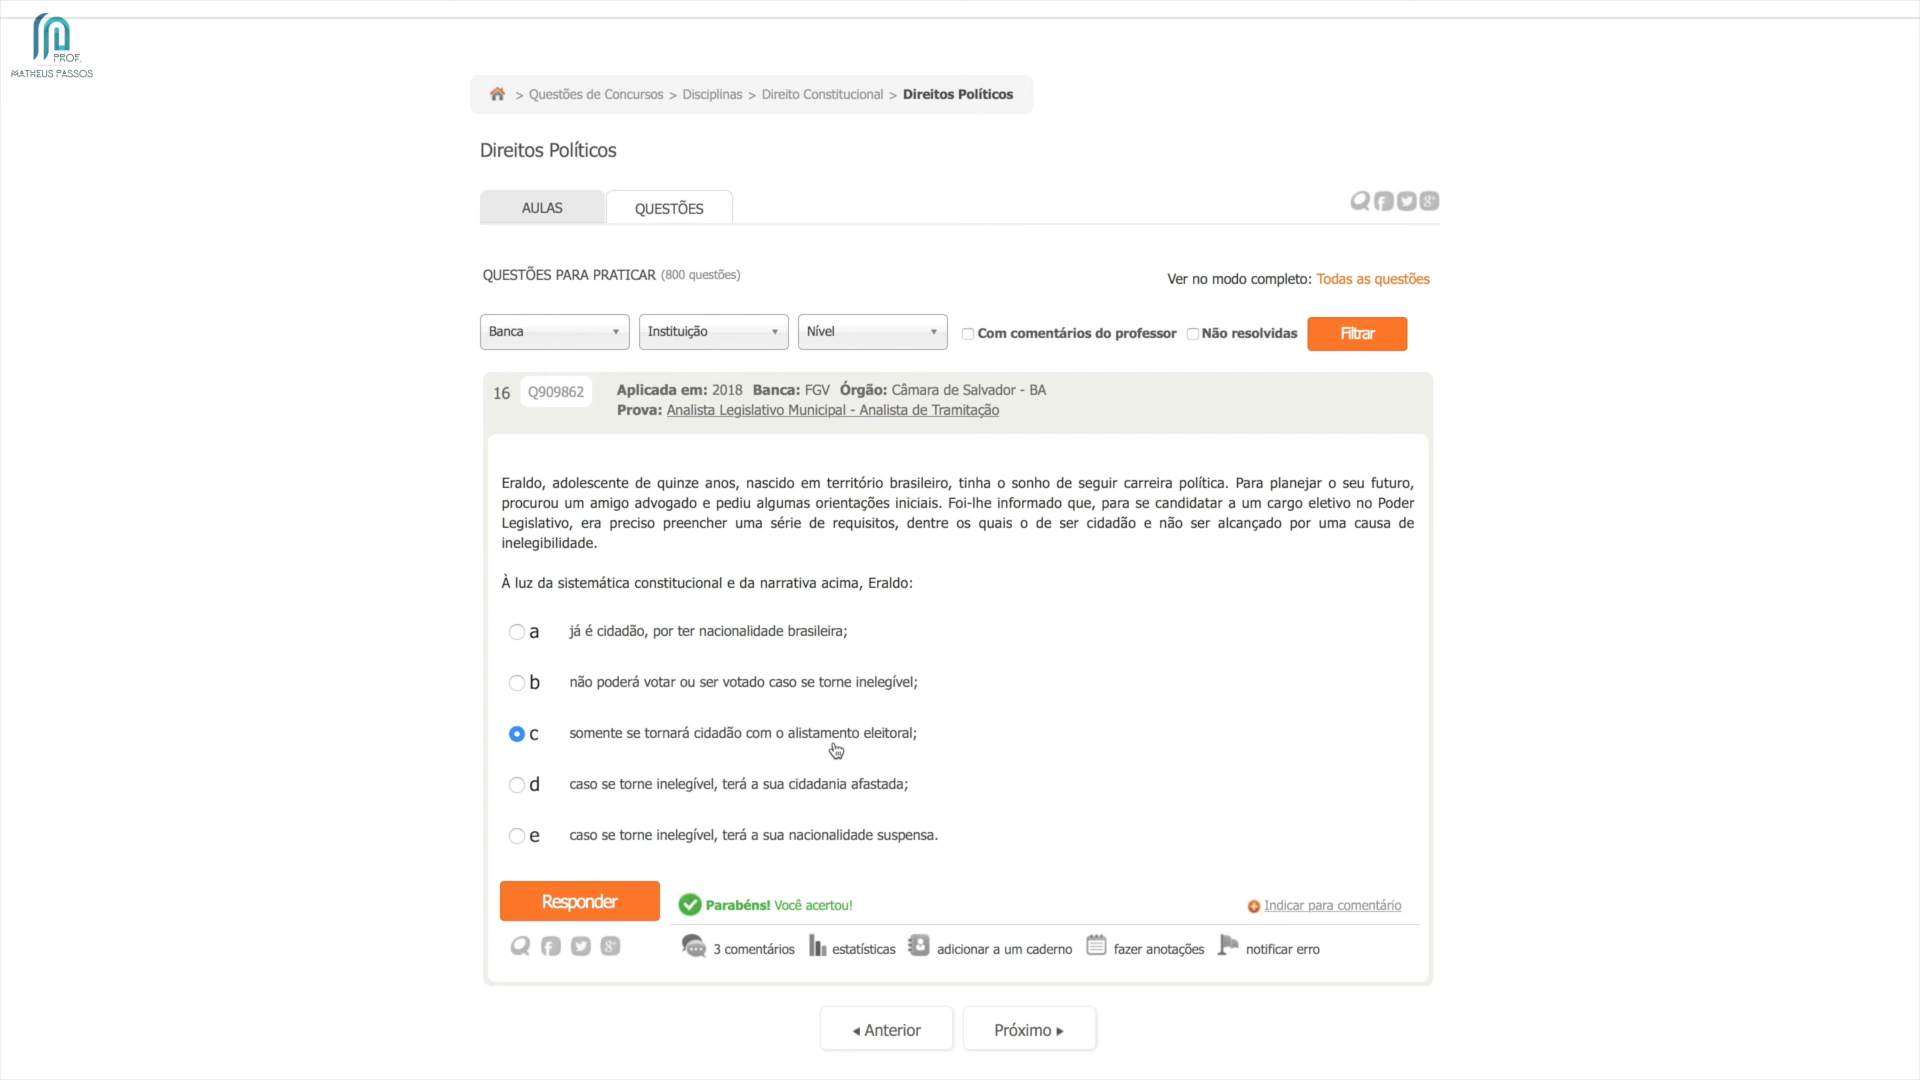 PROF.
MATHEUS PASSOS
> Questões de Concursos > Disciplinas > Direito Constitucional > Direitos Políticos
Direitos Políticos
AULAS
QUESTÕES
QUESTÕES PARA PRATICAR (800 questões)
Ver no modo completo: Todas as questões
Banca
Instituição
Nível
Com comentários do professor
Não resolvidas
Filtrar
16
Q909862
Aplicada em: 2018 Banca: FGV Órgão: Câmara de Salvador - BA
Prova: Analista Legislativo Municipal - Analista de Tramitação
Eraldo, adolescente de quinze anos, nascido em território brasileiro, tinha o sonho de seguir carreira política. Para planejar o seu futuro,
procurou um amigo advogado e pediu algumas orientações iniciais. Foi-lhe informado que, para se candidatar a um cargo eletivo no Poder
Legislativo, era preciso preencher uma série de requisitos, dentre os quais o de ser cidadão e não ser alcançado por uma causa de
inelegibilidade.
À luz da sistemática constitucional e da narrativa acima, Eraldo:
a já é cidadão, por ter nacionalidade brasileira;
b não poderá votar ou ser votado caso se torne inelegível;
c somente se tornará cidadão com o alistamento eleitoral;
d caso se torne inelegível, terá a sua cidadania afastada;
e caso se torne inelegível, terá a sua nacionalidade suspensa.
Responder
Parabéns! Você acertou!
Indicar para comentário
3 comentários
estatísticas
adicionar a um caderno
fazer anotações
notificar erro
Anterior
Próximo